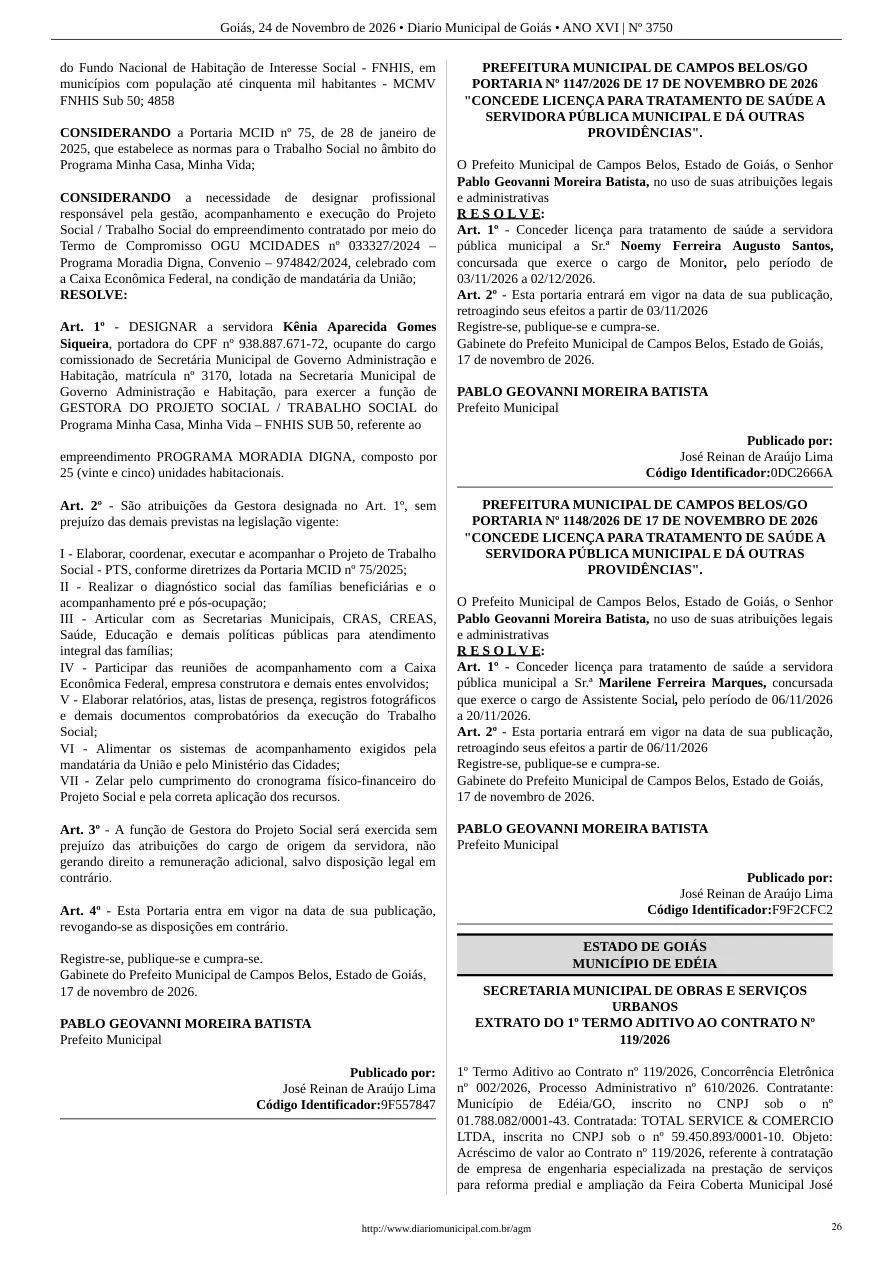 Goiás, 24 de Novembro de 2026 • Diario Municipal de Goiás • ANO XVI | Nº 3750
do Fundo Nacional de Habitação de Interesse Social - FNHIS, em
municípios com população até cinquenta mil habitantes - MCMV
FNHIS Sub 50; 4858
CONSIDERANDO a Portaria MCID nº 75, de 28 de janeiro de
2025, que estabelece as normas para o Trabalho Social no âmbito do
Programa Minha Casa, Minha Vida;
CONSIDERANDO a necessidade de designar profissional
responsável pela gestão, acompanhamento e execução do Projeto
Social / Trabalho Social do empreendimento contratado por meio do
Termo de Compromisso OGU MCIDADES nº 033327/2024 –
Programa Moradia Digna, Convenio – 974842/2024, celebrado com
a Caixa Econômica Federal, na condição de mandatária da União;
RESOLVE:
Art. 1º - DESIGNAR a servidora Kênia Aparecida Gomes
Siqueira, portadora do CPF nº 938.887.671-72, ocupante do cargo
comissionado de Secretária Municipal de Governo Administração e
Habitação, matrícula nº 3170, lotada na Secretaria Municipal de
Governo Administração e Habitação, para exercer a função de
GESTORA DO PROJETO SOCIAL / TRABALHO SOCIAL do
Programa Minha Casa, Minha Vida – FNHIS SUB 50, referente ao
empreendimento PROGRAMA MORADIA DIGNA, composto por
25 (vinte e cinco) unidades habitacionais.
Art. 2º - São atribuições da Gestora designada no Art. 1º, sem
prejuízo das demais previstas na legislação vigente:
I - Elaborar, coordenar, executar e acompanhar o Projeto de Trabalho
Social - PTS, conforme diretrizes da Portaria MCID nº 75/2025;
II - Realizar o diagnóstico social das famílias beneficiárias e o
acompanhamento pré e pós-ocupação;
III - Articular com as Secretarias Municipais, CRAS, CREAS,
Saúde, Educação e demais políticas públicas para atendimento
integral das famílias;
IV - Participar das reuniões de acompanhamento com a Caixa
Econômica Federal, empresa construtora e demais entes envolvidos;
V - Elaborar relatórios, atas, listas de presença, registros fotográficos
e demais documentos comprobatórios da execução do Trabalho
Social;
VI - Alimentar os sistemas de acompanhamento exigidos pela
mandatária da União e pelo Ministério das Cidades;
VII - Zelar pelo cumprimento do cronograma físico-financeiro do
Projeto Social e pela correta aplicação dos recursos.
Art. 3º - A função de Gestora do Projeto Social será exercida sem
prejuízo das atribuições do cargo de origem da servidora, não
gerando direito a remuneração adicional, salvo disposição legal em
contrário.
Art. 4º - Esta Portaria entra em vigor na data de sua publicação,
revogando-se as disposições em contrário.
Registre-se, publique-se e cumpra-se.
Gabinete do Prefeito Municipal de Campos Belos, Estado de Goiás,
17 de novembro de 2026.
PABLO GEOVANNI MOREIRA BATISTA
Prefeito Municipal
Publicado por:
José Reinan de Araújo Lima
Código Identificador:9F557847
PREFEITURA MUNICIPAL DE CAMPOS BELOS/GO
PORTARIA Nº 1147/2026 DE 17 DE NOVEMBRO DE 2026
"CONCEDE LICENÇA PARA TRATAMENTO DE SAÚDE A
SERVIDORA PÚBLICA MUNICIPAL E DÁ OUTRAS
PROVIDÊNCIAS".
O Prefeito Municipal de Campos Belos, Estado de Goiás, o Senhor
Pablo Geovanni Moreira Batista, no uso de suas atribuições legais
e administrativas
R E S O L V E:
Art. 1º - Conceder licença para tratamento de saúde a servidora
pública municipal a Sr.ª Noemy Ferreira Augusto Santos,
concursada que exerce o cargo de Monitor, pelo período de
03/11/2026 a 02/12/2026.
Art. 2º - Esta portaria entrará em vigor na data de sua publicação,
retroagindo seus efeitos a partir de 03/11/2026
Registre-se, publique-se e cumpra-se.
Gabinete do Prefeito Municipal de Campos Belos, Estado de Goiás,
17 de novembro de 2026.
PABLO GEOVANNI MOREIRA BATISTA
Prefeito Municipal
Publicado por:
José Reinan de Araújo Lima
Código Identificador:0DC2666A
PREFEITURA MUNICIPAL DE CAMPOS BELOS/GO
PORTARIA Nº 1148/2026 DE 17 DE NOVEMBRO DE 2026
"CONCEDE LICENÇA PARA TRATAMENTO DE SAÚDE A
SERVIDORA PÚBLICA MUNICIPAL E DÁ OUTRAS
PROVIDÊNCIAS".
O Prefeito Municipal de Campos Belos, Estado de Goiás, o Senhor
Pablo Geovanni Moreira Batista, no uso de suas atribuições legais
e administrativas
R E S O L V E:
Art. 1º - Conceder licença para tratamento de saúde a servidora
pública municipal a Sr.ª Marilene Ferreira Marques, concursada
que exerce o cargo de Assistente Social, pelo período de 06/11/2026
a 20/11/2026.
Art. 2º - Esta portaria entrará em vigor na data de sua publicação,
retroagindo seus efeitos a partir de 06/11/2026
Registre-se, publique-se e cumpra-se.
Gabinete do Prefeito Municipal de Campos Belos, Estado de Goiás,
17 de novembro de 2026.
PABLO GEOVANNI MOREIRA BATISTA
Prefeito Municipal
Publicado por:
José Reinan de Araújo Lima
Código Identificador:F9F2CFC2
ESTADO DE GOIÁS
MUNICÍPIO DE EDÉIA
SECRETARIA MUNICIPAL DE OBRAS E SERVIÇOS
URBANOS
EXTRATO DO 1º TERMO ADITIVO AO CONTRATO Nº
119/2026
1º Termo Aditivo ao Contrato nº 119/2026, Concorrência Eletrônica
nº 002/2026, Processo Administrativo nº 610/2026. Contratante:
Município de Edéia/GO, inscrito no CNPJ sob o nº
01.788.082/0001-43. Contratada: TOTAL SERVICE & COMERCIO
LTDA, inscrita no CNPJ sob o nº 59.450.893/0001-10. Objeto:
Acréscimo de valor ao Contrato nº 119/2026, referente à contratação
de empresa de engenharia especializada na prestação de serviços
para reforma predial e ampliação da Feira Coberta Municipal José
http://www.diariomunicipal.com.br/agm
26